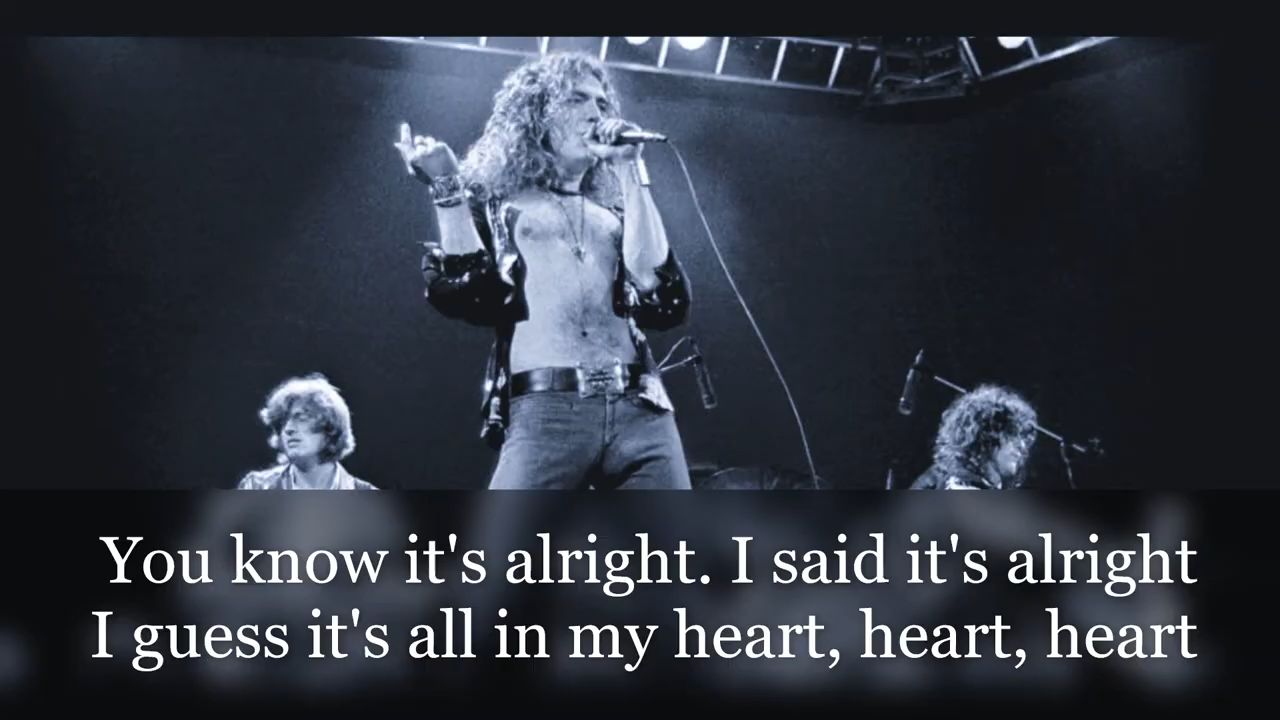 You know it's alright. I said it's alright
I guess it's all in my heart, heart, heart